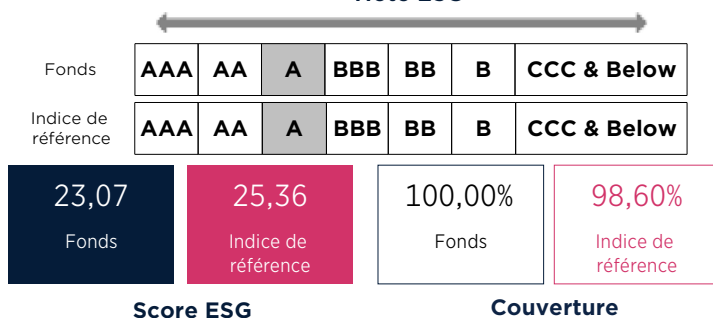 Fonds AAA AA A BBB BB B CCC & Below
Indice de
référence
AAA AA A BBB BB B CCC & Below
23,07 25,36 100,00% 98,60%
Fonds Indice de Fonds Indice de
référence référence
Score ESG Couverture